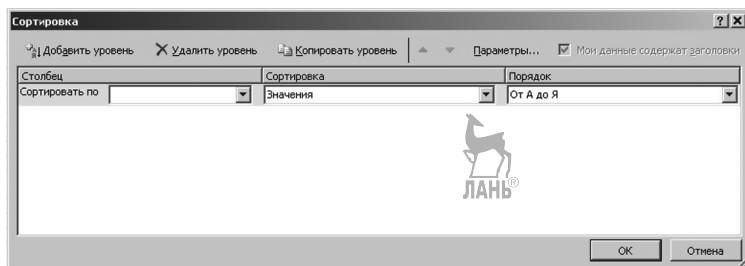 Сортировка
Добавить уровень Удалить уровень Копировать уровень Параметры... Мои данные содержат заголовки
Столбец Сортировка Порядок
Сортировать по Значения От А до Я
ЛАНЬ®
ОК Отмена